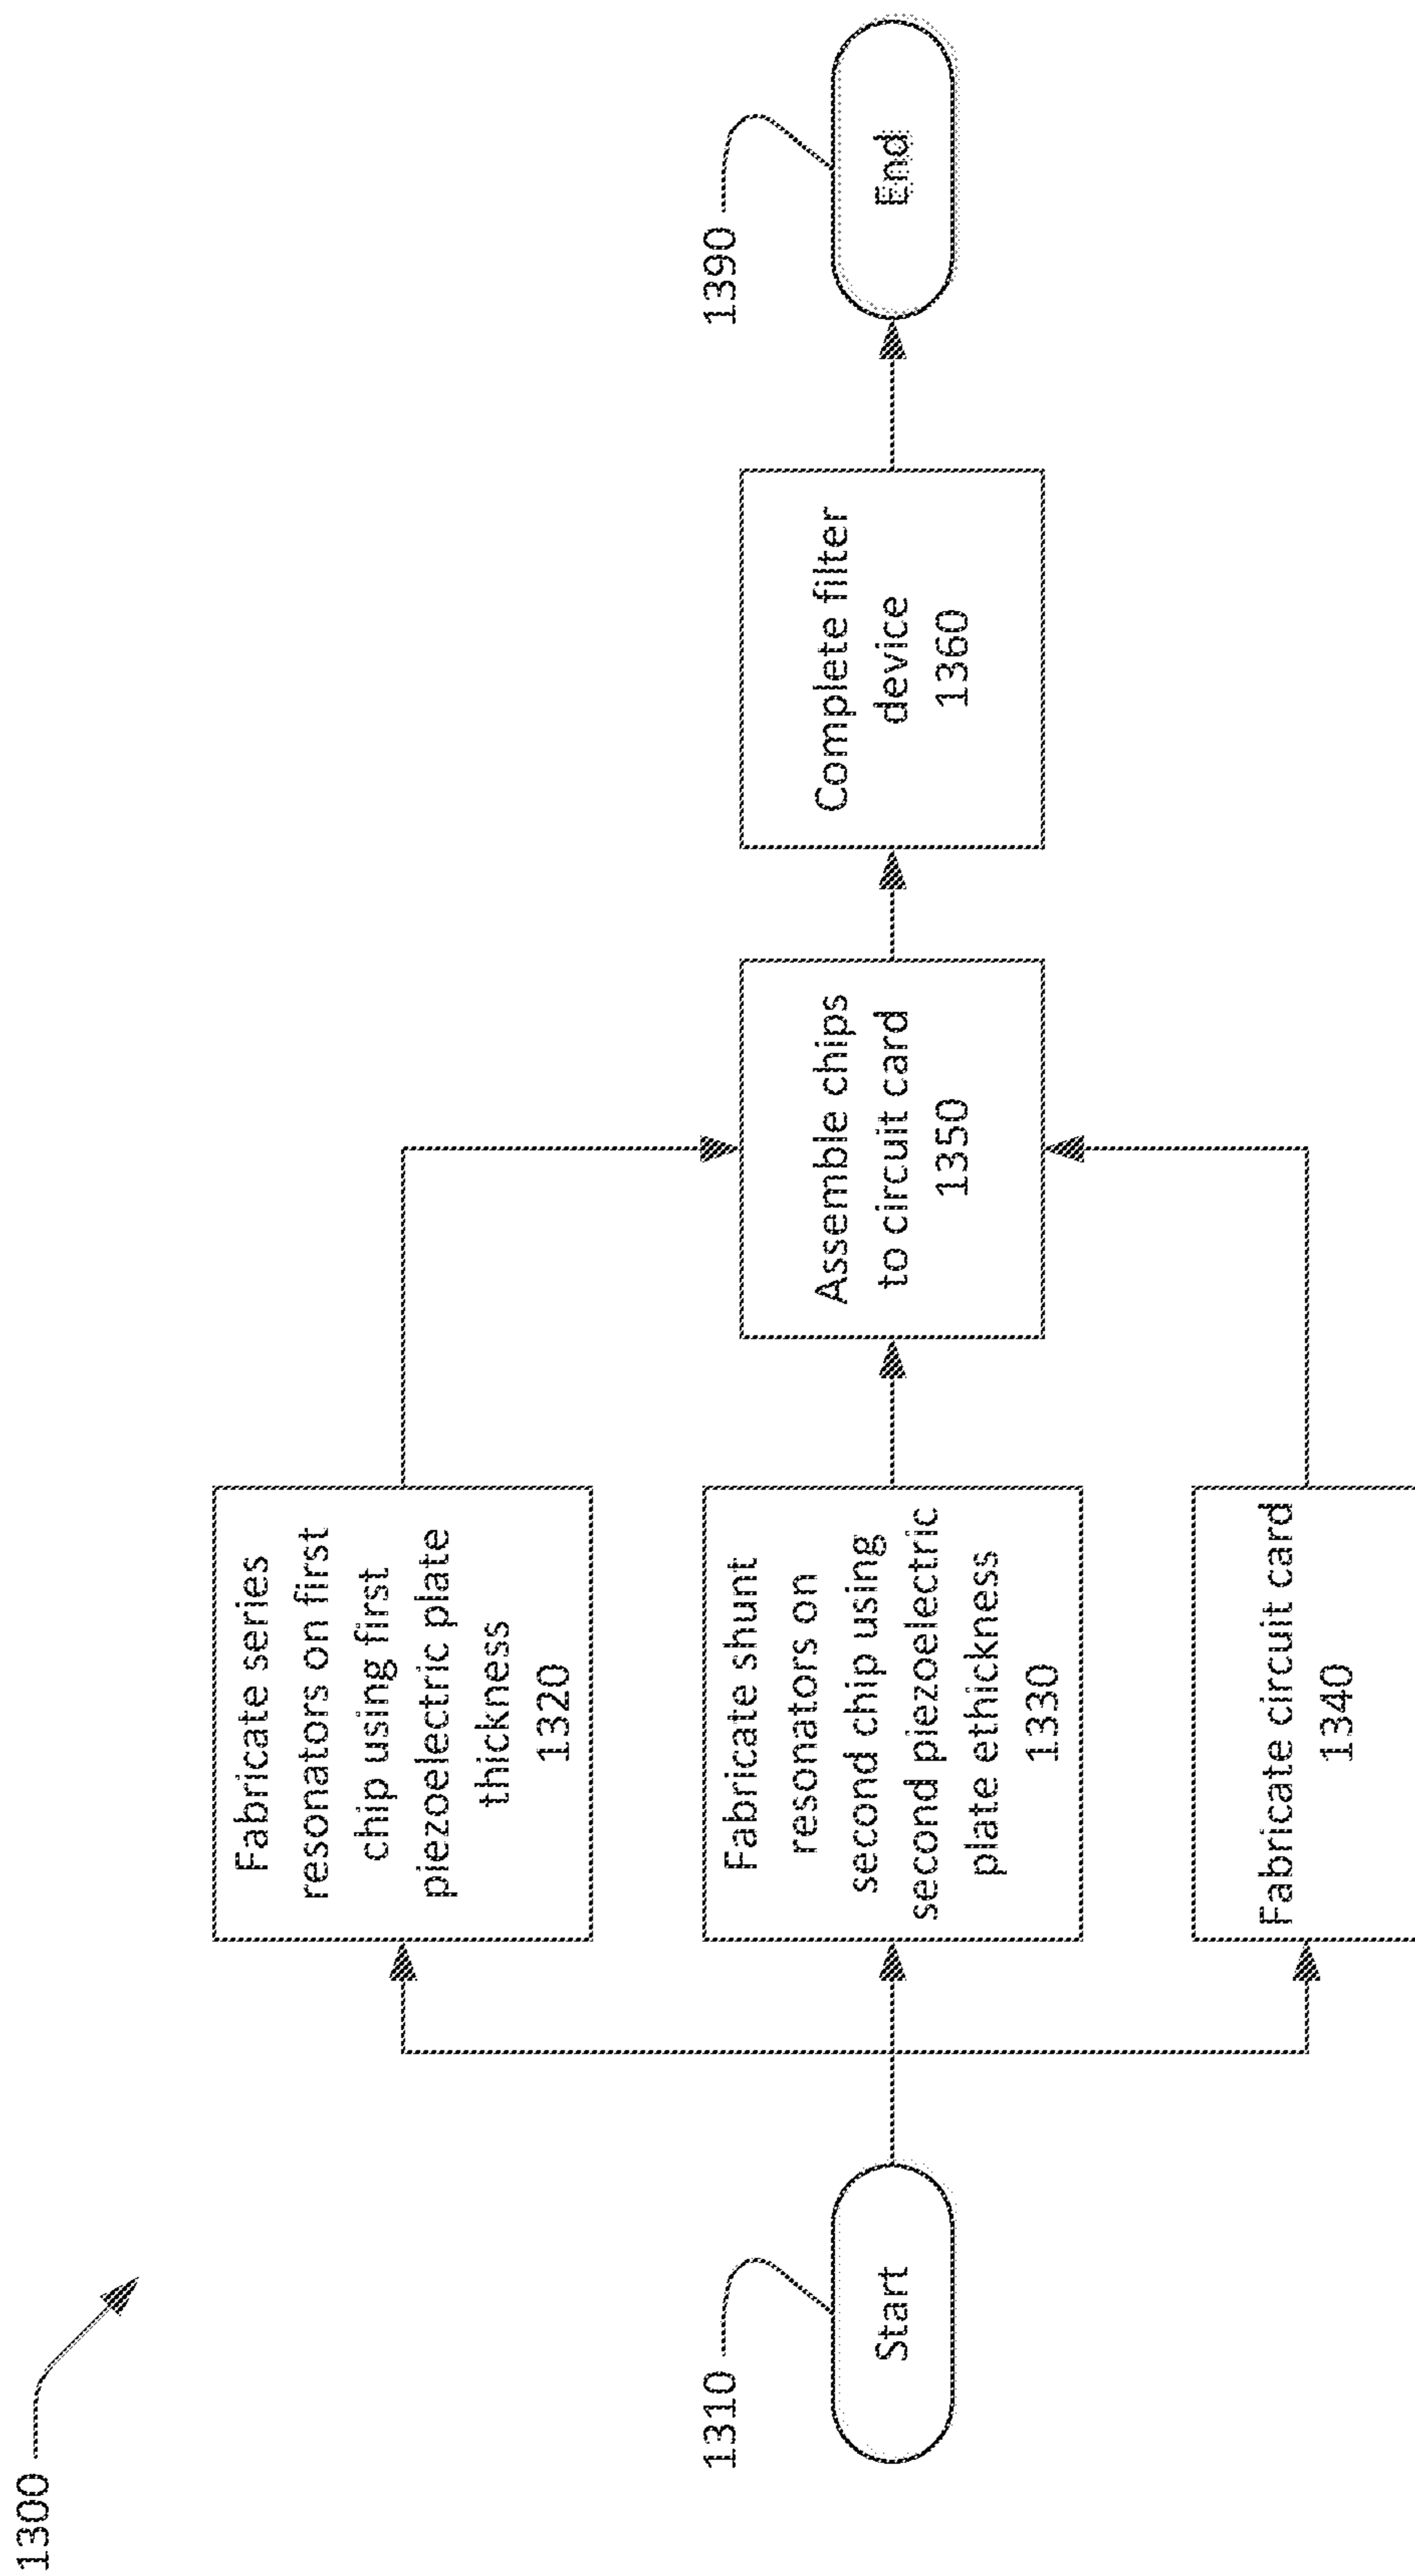 1300
1310
Start
Fabricate series
resonators on first
chip using first
piezoelectric plate
thickness
1320
Fabricate shunt
resonators on
second chip using
second piezoelectric
plate ethickness
1330
Fabricate circuit card
1340
Assemble chips
to circuit card
1350
Complete filter
device
1360
1390
End